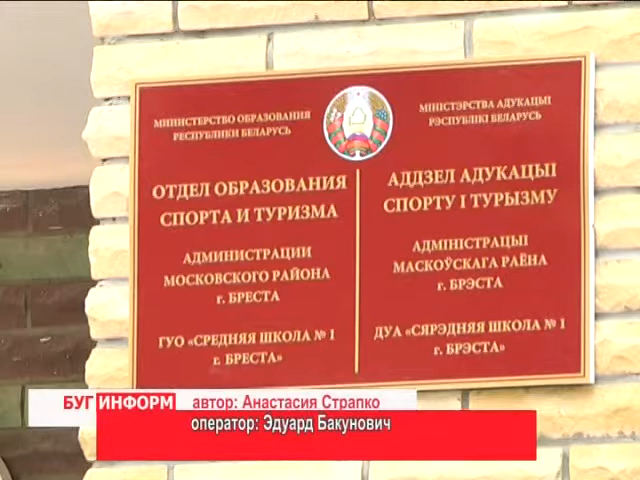 МИНИСТЕРСТВО ОБРАЗОВАНИЯ
РЕСПУБЛИКИ БЕЛАРУСЬ
ОТДЕЛ ОБРАЗОВАНИЯ
СПОРТА И ТУРИЗМА
АДМИНИСТРАЦИИ
МОСКОВСКОГО РАЙОНА
г. БРЕСТА
ГУО «СРЕДНЯЯ ШКОЛА № 1
г. БРЕСТА»
МІНІСТЭРСТВА АДУКАЦЫІ
РЭСПУБЛІКІ БЕЛАРУСЬ
АДДЗЕЛ АДУКАЦЫІ
СПОРТУ І ТУРЫЗМУ
АДМІНІСТРАЦЫІ
МАСКОЎСКАГА РАЁНА
г. БРЭСТА
ДУА «СЯРЭДНЯЯ ШКОЛА № 1
г. БРЭСТА»
БУГ ИНФОРМ
автор: Анастасия Страпко
оператор: Эдуард Бакунович